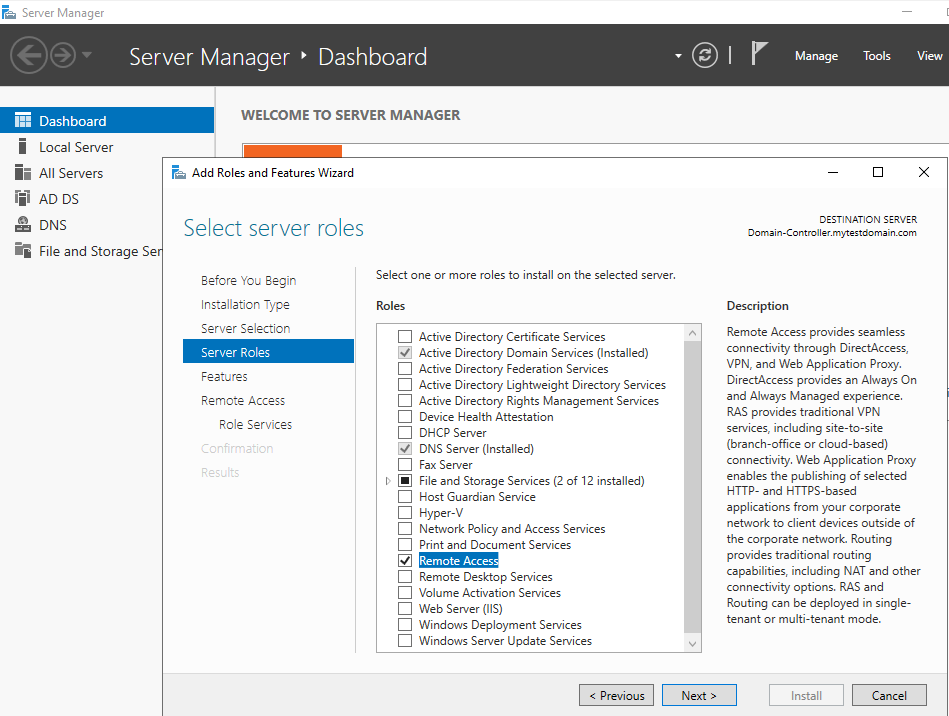 Server Manager
Server Manager
Dashboard
Manage
Tools
View
Dashboard
Local Server
All Servers
AD DS
DNS
File and Storage Ser
WELCOME TO SERVER MANAGER
Add Roles and Features Wizard
Select server roles
DESTINATION SERVER
Domain-Controller.mytestdomain.com
Before You Begin
Installation Type
Server Selection
Server Roles
Features
Remote Access
Role Services
Confirmation
Results
Select one or more roles to install on the selected server.
Roles
Active Directory Certificate Services
Active Directory Domain Services (Installed)
Active Directory Federation Services
Active Directory Lightweight Directory Services
Active Directory Rights Management Services
Device Health Attestation
DHCP Server
DNS Server (Installed)
Fax Server
File and Storage Services (2 of 12 installed)
Host Guardian Service
Hyper-V
Network Policy and Access Services
Print and Document Services
Remote Access
Remote Desktop Services
Volume Activation Services
Web Server (IIS)
Windows Deployment Services
Windows Server Update Services
Description
Remote Access provides seamless
connectivity through DirectAccess,
VPN, and Web Application Proxy.
DirectAccess provides an Always On
and Always Managed experience.
RAS provides traditional VPN
services, including site-to-site
(branch-office or cloud-based)
connectivity. Web Application Proxy
enables the publishing of selected
HTTP- and HTTPS-based
applications from your corporate
network to client devices outside of
the corporate network. Routing
provides traditional routing
capabilities, including NAT and other
connectivity options. RAS and
Routing can be deployed in single-
tenant or multi-tenant mode.
< Previous
Next >
Install
Cancel